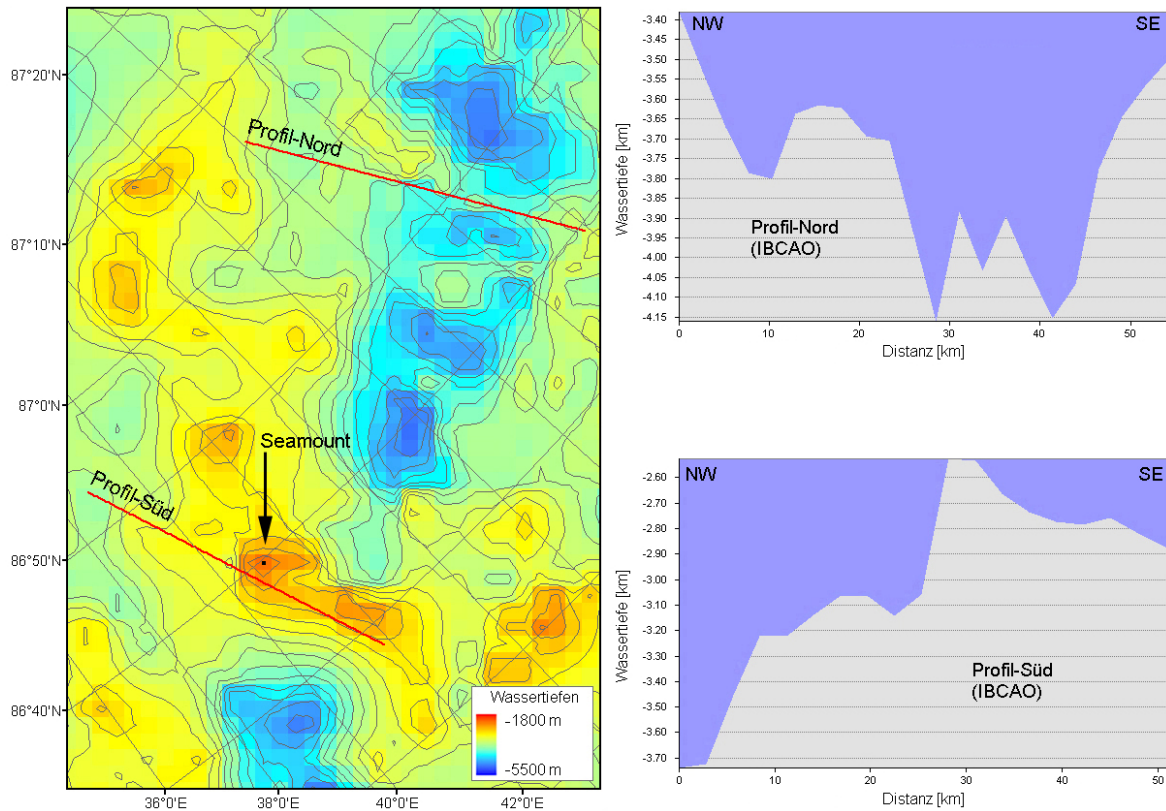 87°20'N
87°10'N
87°0'N
86°50'N
86°40'N
36°0'E
38°0'E
40°0'E
42°0'E
Profil-Nord
Seamount
Profil-Süd
Wassertiefen
-1800 m
-5500 m
NW
SE
-3.40
-3.45
-3.50
-3.55
-3.60
-3.65
-3.70
-3.75
-3.80
-3.85
-3.90
-3.95
-4.00
-4.05
-4.10
-4.15
Wassertiefe [km]
Profil-Nord
(IBCAO)
0
10
20
30
40
50
Distanz [km]
NW
SE
-2.60
-2.70
-2.80
-2.90
-3.00
-3.10
-3.20
-3.30
-3.40
-3.50
-3.60
-3.70
Wassertiefe [km]
Profil-Süd
(IBCAO)
0
10
20
30
40
50
Distanz [km]